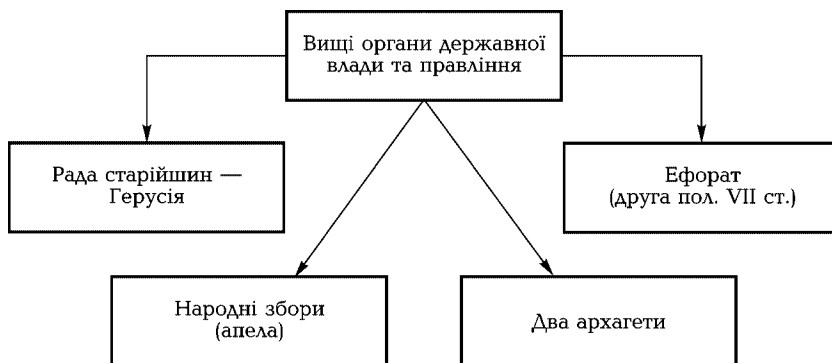 Вищі органи державної
влади та правління
Рада старійшин —
Герусія
Ефорат
(друга пол. VII ст.)
Народні збори
(апела)
Два архагети